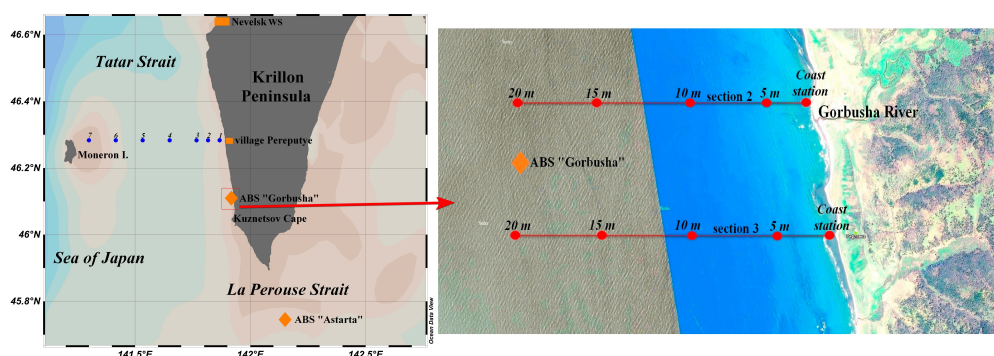 46.6°N
46.4°N
46.2°N
46°N
45.8°N
Nevelsk WS
Tatar Strait
Krillon
Peninsula
7 6 5 4 3 2 1
village Pereputye
Moneron I.
ABS "Gorbusha"
Kuznetsov Cape
Sea of Japan
La Perouse Strait
ABS "Astarta"
Ocean Data View
141.5°E 142°E 142.5°E
Coast
station
20 m 15 m 10 m section 2 5 m
Gorbusha River
ABS "Gorbusha"
Coast
station
20 m 15 m 10 m section 3 5 m